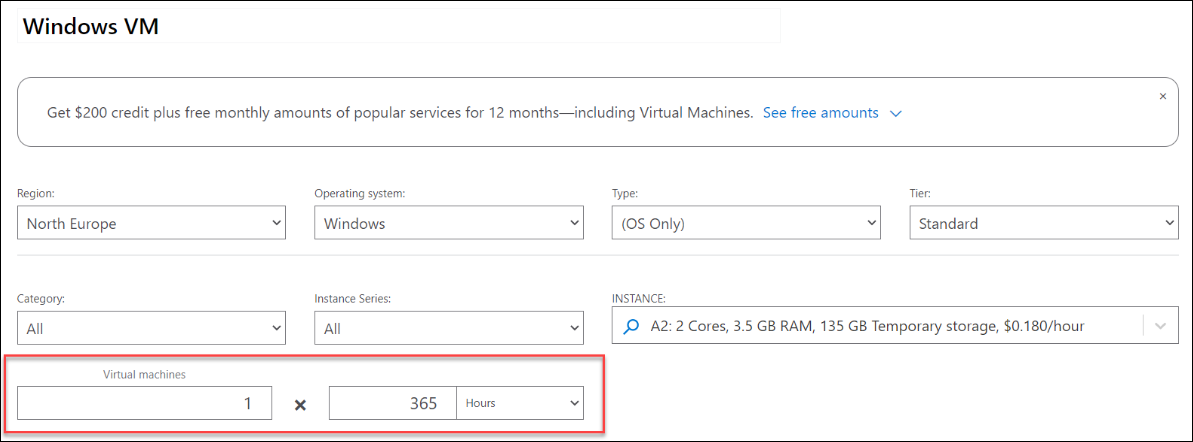 Windows VM
Get $200 credit plus free monthly amounts of popular services for 12 months—including Virtual Machines. See free amounts
Region: Operating system: Type: Tier:
North Europe Windows (OS Only) Standard
Category: Instance Series: INSTANCE:
All All A2: 2 Cores, 3.5 GB RAM, 135 GB Temporary storage, $0.180/hour
Virtual machines
1 × 365 Hours